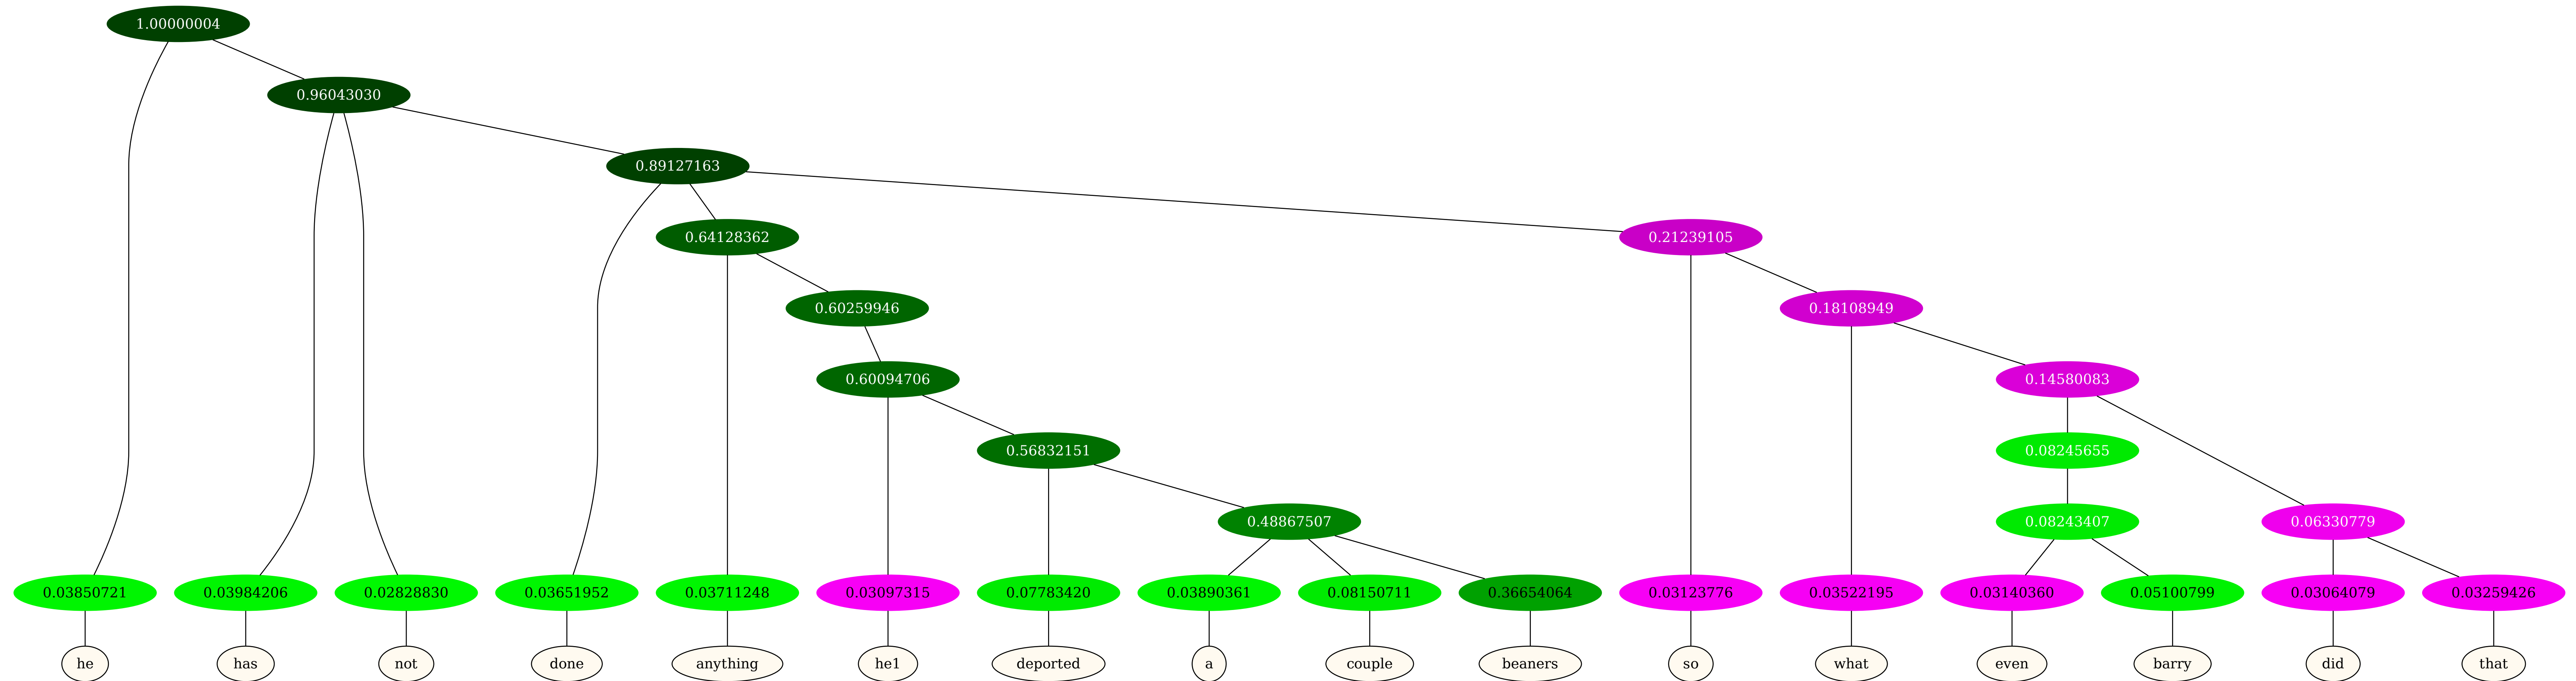 1.00000004
0.96043030
0.89127163
0.64128362 0.21239105
0.60259946 0.18108949
0.60094706 0.14580083
0.56832151 0.08245655
0.48867507 0.08243407 0.06330779
0.03850721 0.03984206 0.02828830 0.03651952 0.03711248 0.03097315 0.07783420 0.03890361 0.08150711 0.36654064 0.03123776 0.03522195 0.03140360 0.05100799 0.03064079 0.03259426
he has not done anything he1 deported a couple beaners so what even barry did that